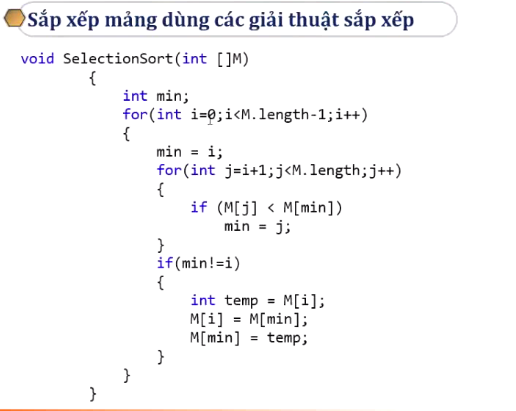 Sắp xếp mảng dùng các giải thuật sắp xếp
void SelectionSort(int []M)
{
int min;
for(int i=0;i<M.length-1;i++)
{
min = i;
for(int j=i+1;j<M.length;j++)
{
if (M[j] < M[min])
min = j;
}
if(min!=i)
{
int temp = M[i];
M[i] = M[min];
M[min] = temp;
}
}
}